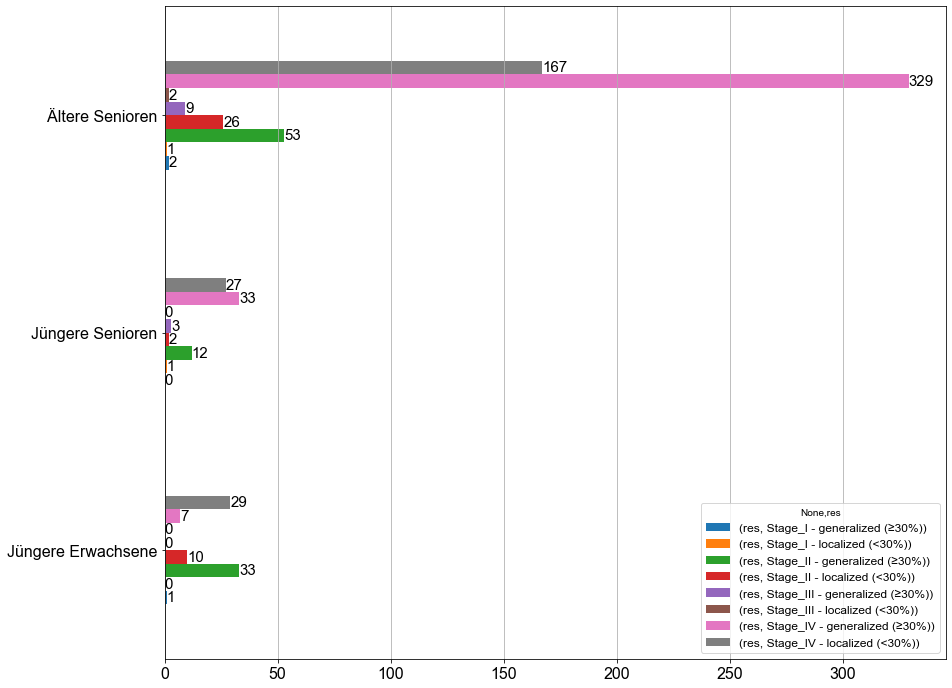 167
329
2
9
Ältere Senioren
26
53
1
2
27
33
0
3
Jüngere Senioren
2
12
1
0
29
7
0
0
Jüngere Erwachsene
10
33
0
1
None,res
(res, Stage_I - generalized (≥30%))
(res, Stage_I - localized (<30%))
(res, Stage_II - generalized (≥30%))
(res, Stage_II - localized (<30%))
(res, Stage_III - generalized (≥30%))
(res, Stage_III - localized (<30%))
(res, Stage_IV - generalized (≥30%))
(res, Stage_IV - localized (<30%))
0 50 100 150 200 250 300